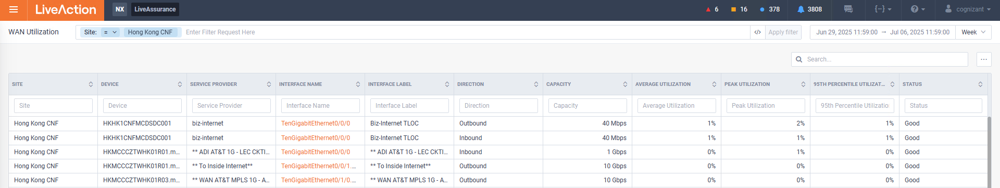 LiveAction NX LiveAssurance 6 16 378 3808 {···} ? cognizant
WAN Utilization Site: = Hong Kong CNF Enter Filter Request Here </> Apply filter Jun 29, 2025 11:59:00 → Jul 06, 2025 11:59:00 Week
Search... ...
SITE DEVICE SERVICE PROVIDER INTERFACE NAME INTERFACE LABEL DIRECTION CAPACITY AVERAGE UTILIZATION PEAK UTILIZATION 95TH PERCENTILE UTILIZAT... STATUS
Site Device Service Provider Interface Name Interface Label Direction Capacity Average Utilization Peak Utilization 95th Percentile Utilization Status
Hong Kong CNF HKHK1CNFMCDSDC001 biz-internet TenGigabitEthernet0/0/0 Biz-Internet TLOC Outbound 40 Mbps 1% 2% 1% Good
Hong Kong CNF HKHK1CNFMCDSDC001 biz-internet TenGigabitEthernet0/0/0 Biz-Internet TLOC Inbound 40 Mbps 1% 1% 1% Good
Hong Kong CNF HKMCCCZTWHK01R01.m... ** ADI AT&T 1G - LEC CKTI... TenGigabitEthernet0/0/0 ** ADI AT&T 1G - LEC CKTI... Inbound 1 Gbps 0% 1% 0% Good
Hong Kong CNF HKMCCCZTWHK01R01.m... ** To Inside Internet** TenGigabitEthernet0/0/1.... ** To Inside Internet** Outbound 10 Gbps 0% 0% 0% Good
Hong Kong CNF HKMCCCZTWHK01R03.m... ** WAN AT&T MPLS 1G - A... TenGigabitEthernet0/1/0.... ** WAN AT&T MPLS 1G - A... Outbound 10 Gbps 0% 0% 0% Good